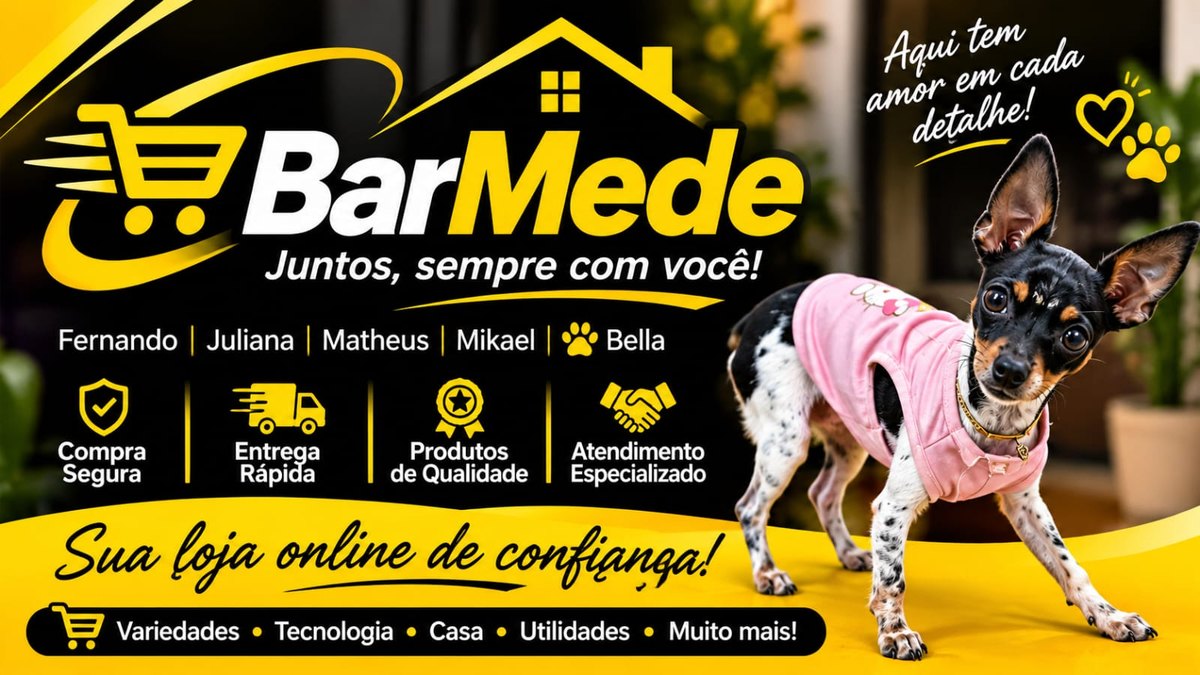 Aqui tem
amor em cada
detalhe!
BarMede
Juntos, sempre com você!
Fernando | Juliana | Matheus | Mikael | Bella
Compra
Segura
Entrega
Rápida
Produtos
de Qualidade
Atendimento
Especializado
Sua loja online de confiança!
Variedades • Tecnologia • Casa • Utilidades • Muito mais!